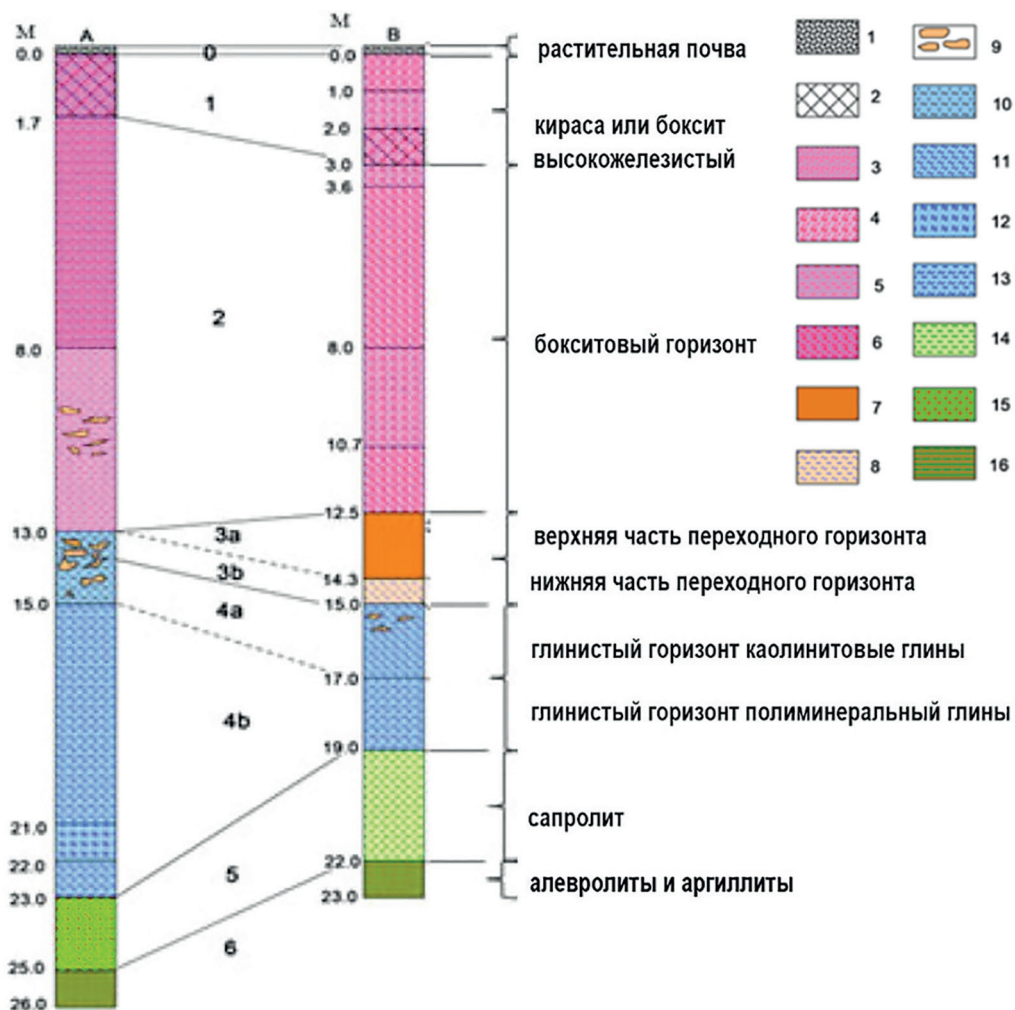 М
A
0.0
1.7
8.0
13.0
15.0
21.0
22.0
23.0
25.0
26.0
0
1
2
3a
3b
4a
4b
5
6
М
B
0.0
1.0
2.0
3.0
3.6
8.0
10.7
12.5
14.3
15.0
17.0
19.0
22.0
23.0
растительная почва
кираса или боксит
высокожелезистый
бокситовый горизонт
верхняя часть переходного горизонта
нижняя часть переходного горизонта
глинистый горизонт каолинитовые глины
глинистый горизонт полиминеральный глины
сапролит
алевролиты и аргиллиты
1
2
3
4
5
6
7
8
9
10
11
12
13
14
15
16